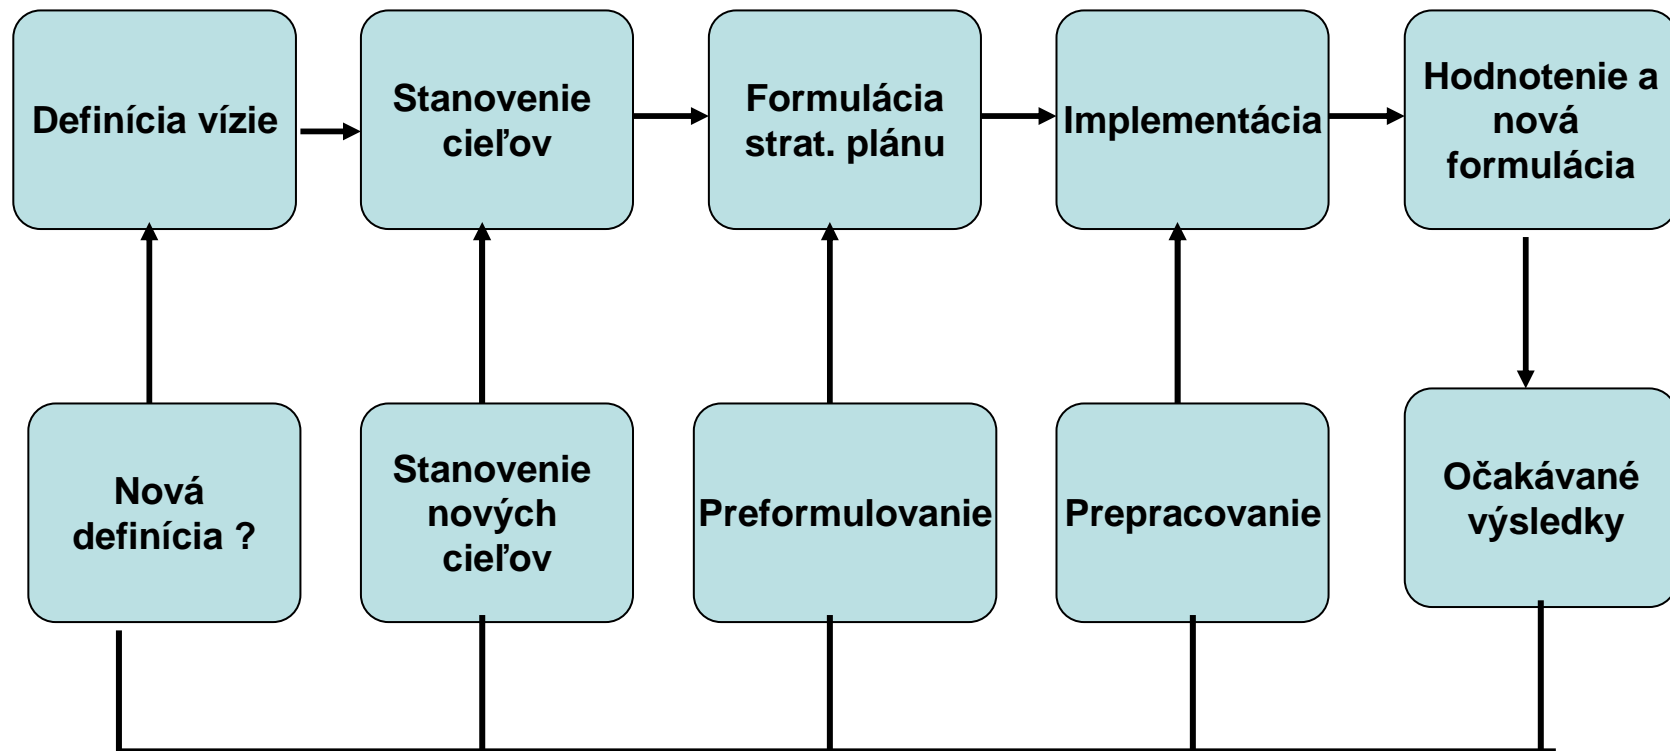 Definícia vízie
Stanovenie
cieľov
Formulácia
strat. plánu
Implementácia
Hodnotenie a
nová
formulácia
Nová
definícia ?
Stanovenie
nových
cieľov
Preformulovanie
Prepracovanie
Očakávané
výsledky